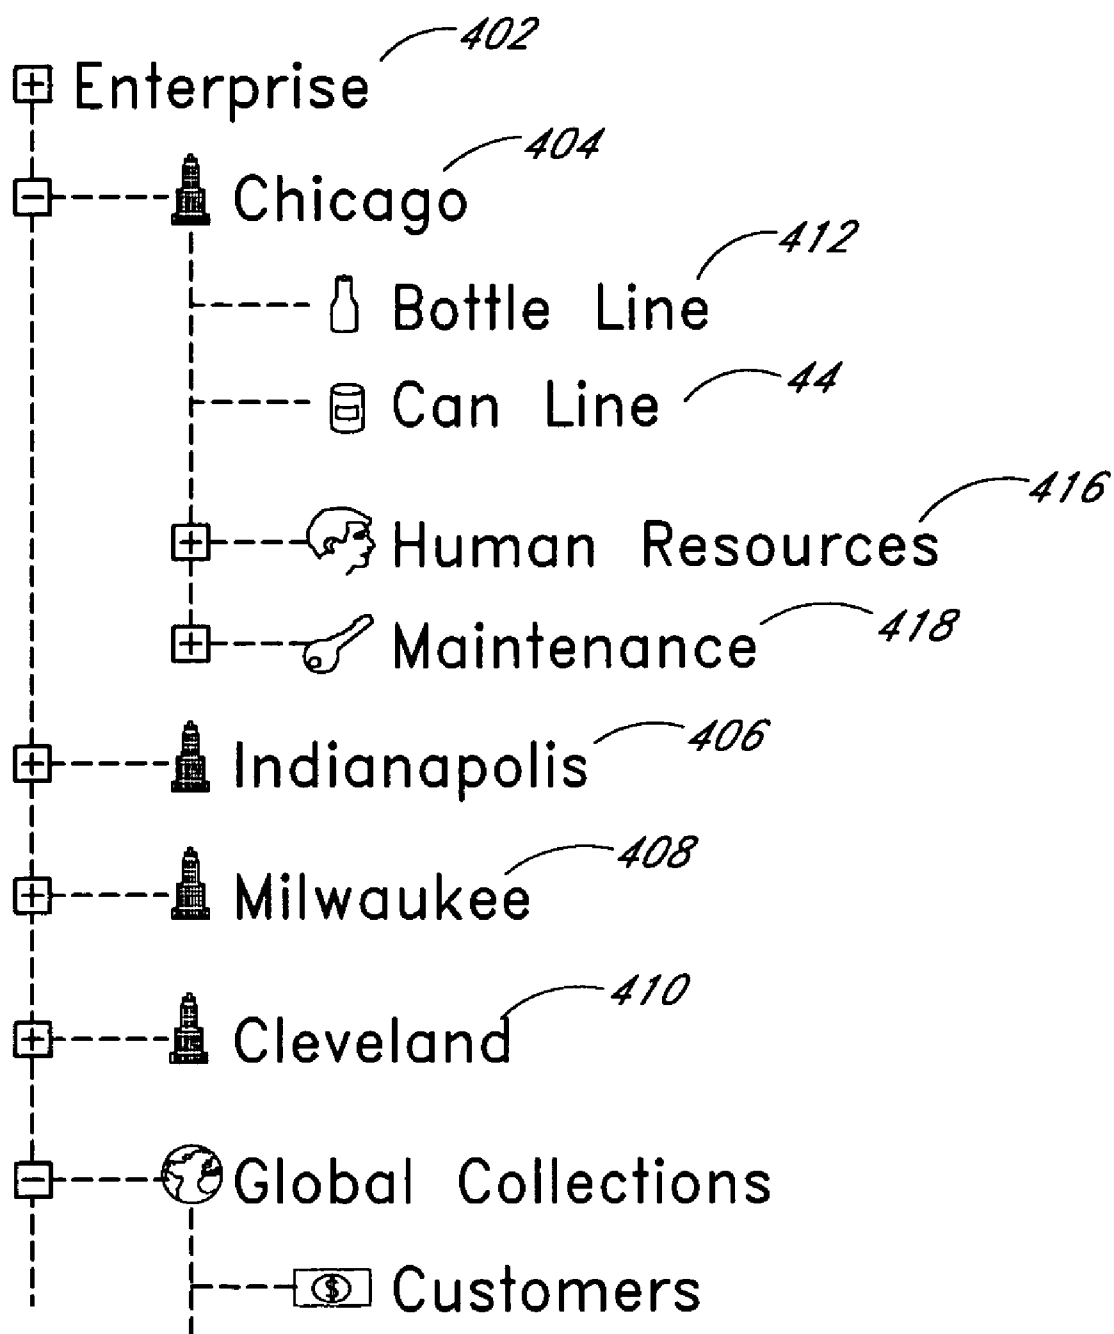 402
Enterprise
404
Chicago
412
Bottle Line
44
Can Line
416
Human Resources
418
Maintenance
406
Indianapolis
408
Milwaukee
410
Cleveland
Global Collections
$
Customers